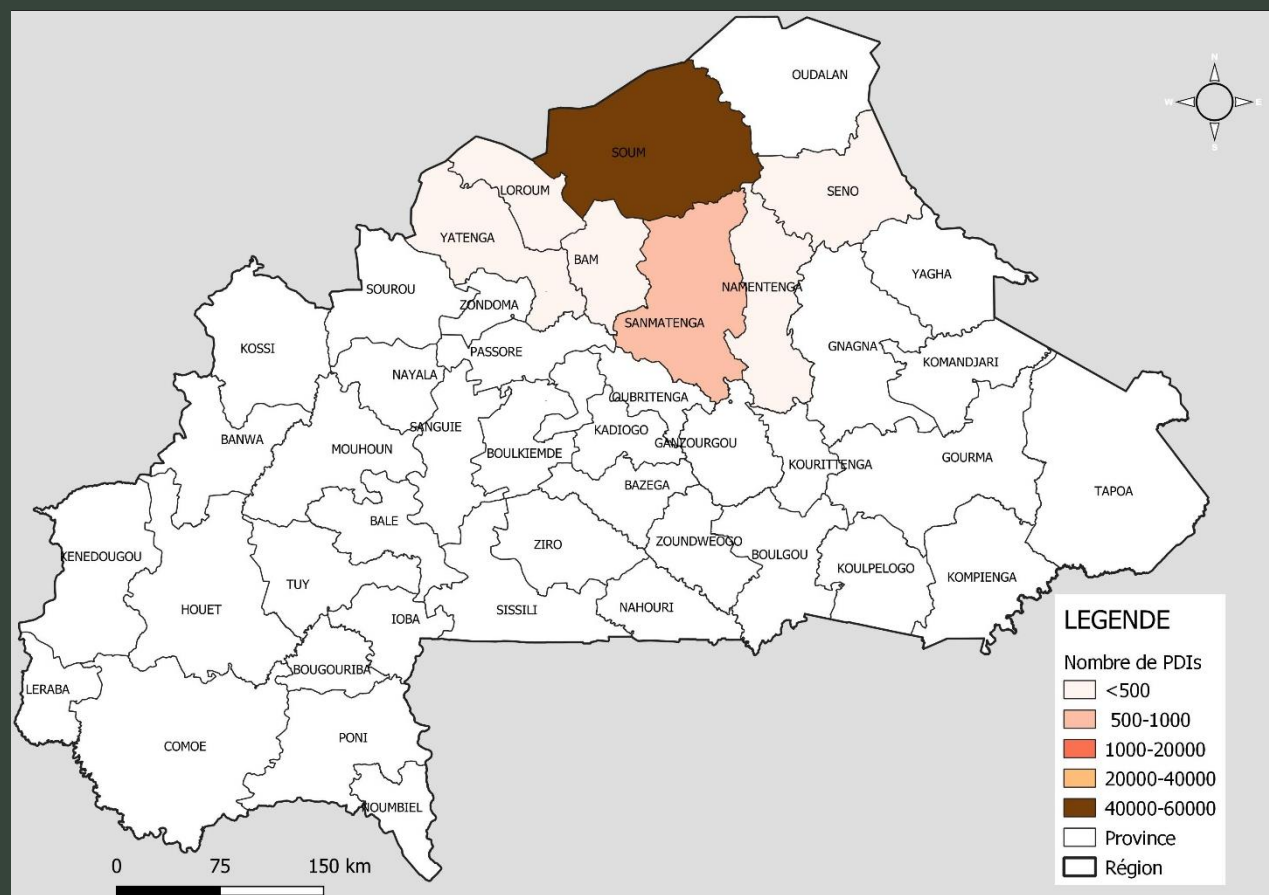 OUDALAN
N
W
E
S
SOUM
LOROUM
SENO
YATENGA
BAM
YAGHA
SOUROU
NAMENTENGA
ZONDOMA
SANMATENGA
KOSSI
GNAGNA
PASSORE
KOMANDJARI
NAYALA
OUBRITENGA
SANGUIE
KADIOGO
BANWA
MOUHOUN
GANZOURGOU
BOULKIEMDE
GOURMA
KOURITTENGA
BAZEGA
TAPOA
BALE
KENEDOUGOU
ZIRO
ZOUNDWEOGO
BOULGOU
KOULPELOGO
TUY
KOMPIENGA
HOUET
SISSILI
NAHOURI
IOBA
BOUGOURIBA
LERABA
PONI
COMOE
NOUMBIEL
0 75 150 km
LEGENDE
Nombre de PDIs
<500
500-1000
1000-20000
20000-40000
40000-60000
Province
Région